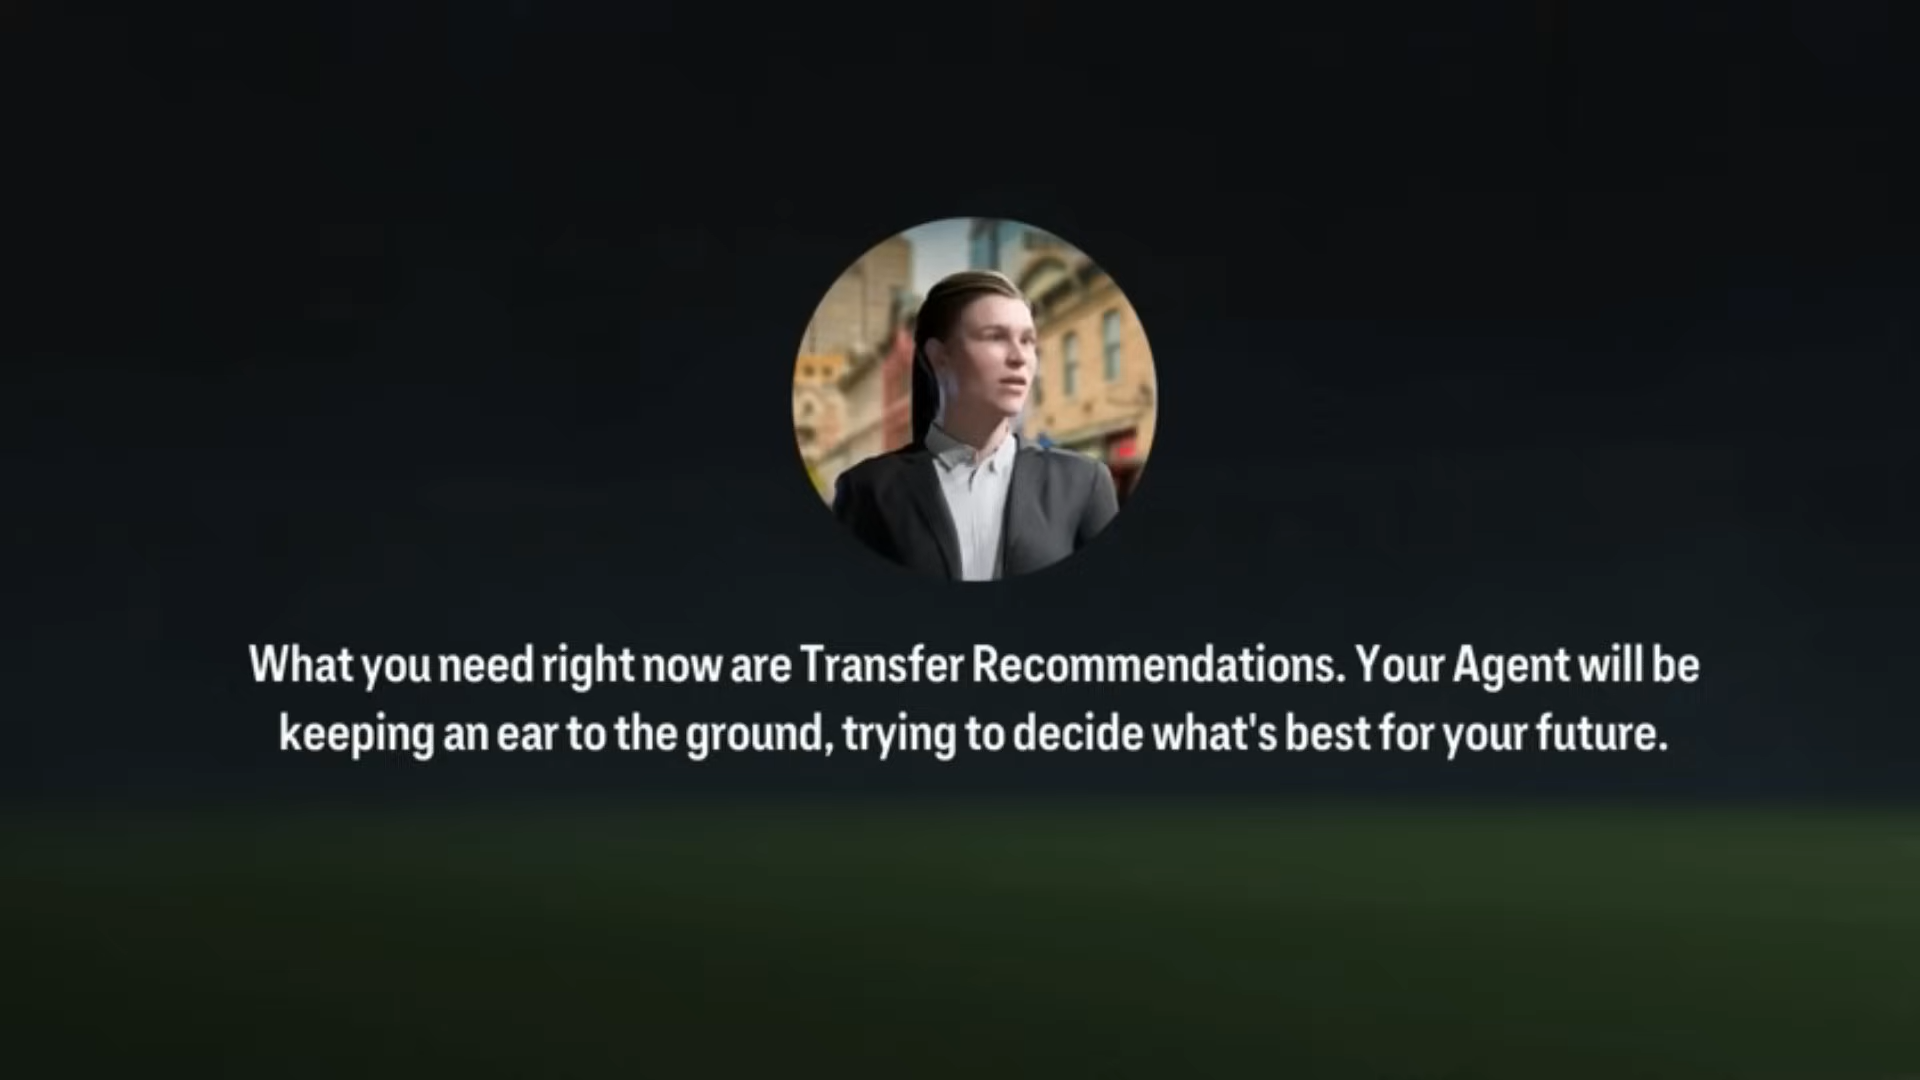 What you need right now are Transfer Recommendations. Your Agent will be
keeping an ear to the ground, trying to decide what's best for your future.